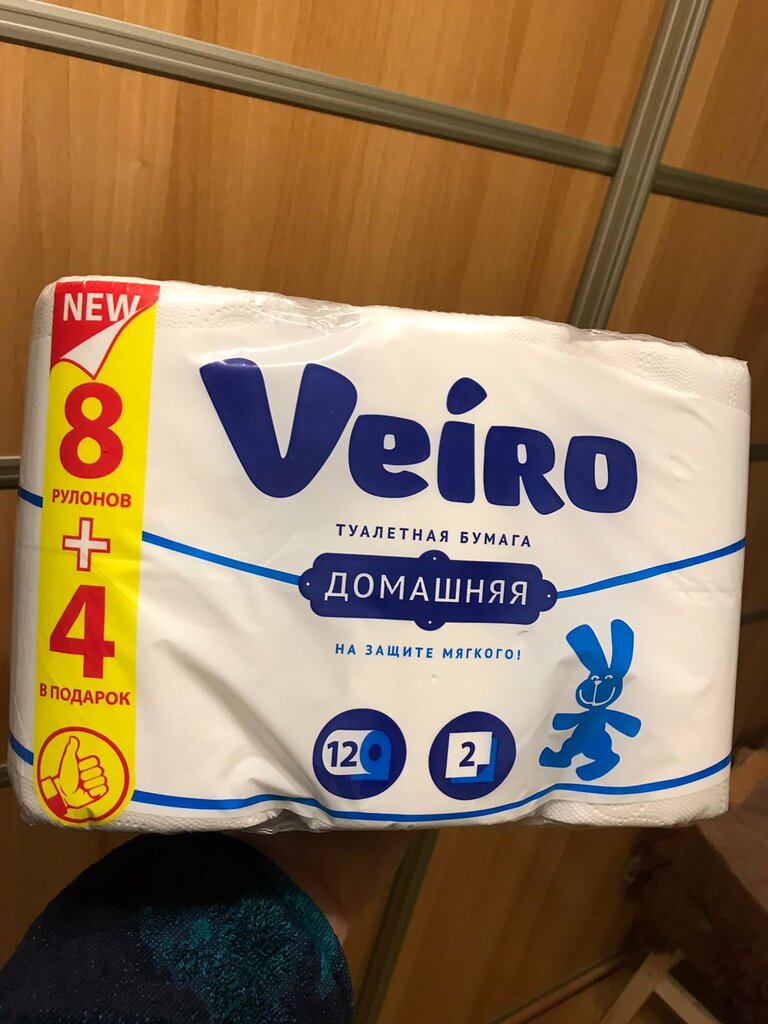 NEW
8
РУЛОНОВ
+
4
В ПОДАРОК
Veiro
ТУАЛЕТНАЯ БУМАГА
ДОМАШНЯЯ
НА ЗАЩИТЕ МЯГКОГО!
12
2